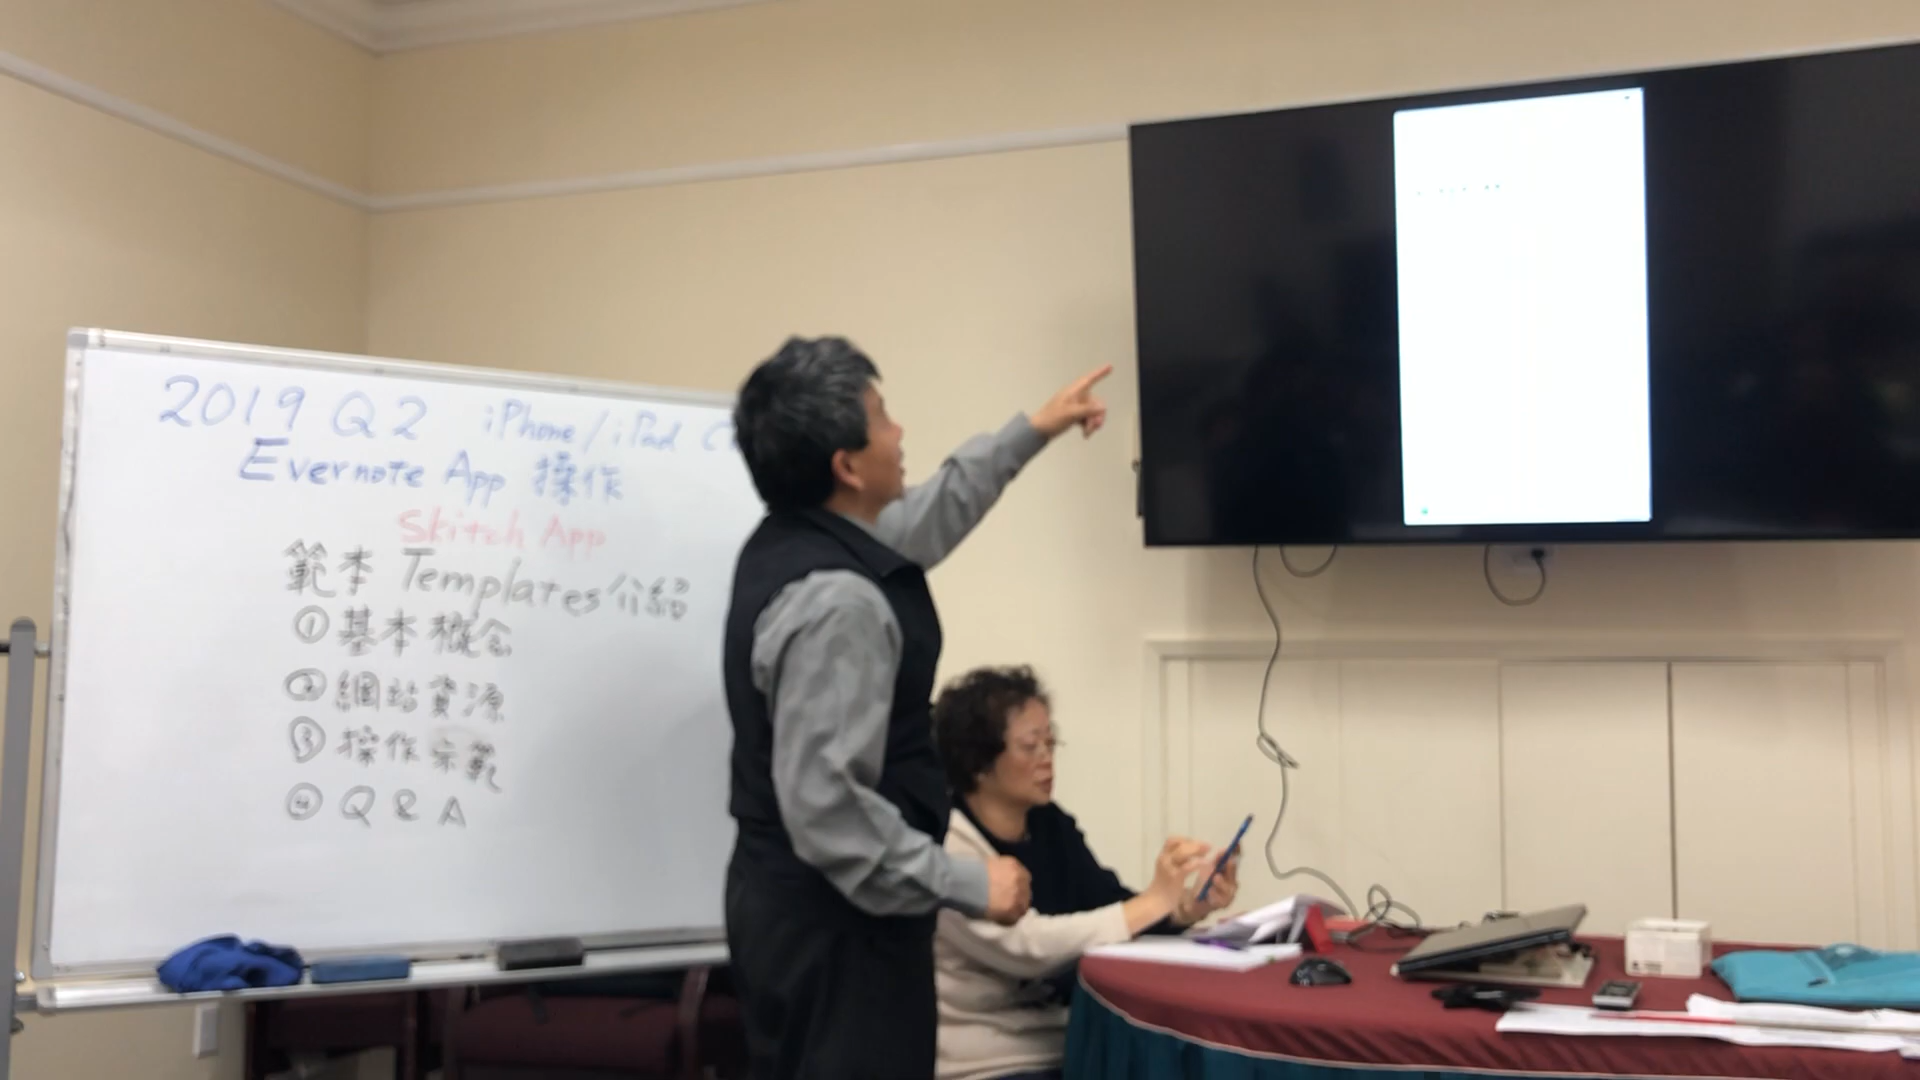 2019 Q2 iPhone/iPad
Evernote App 操作
Skitch App
範本 Templates 介紹
① 基本概念
② 網站資源
③ 操作示範
④ Q & A